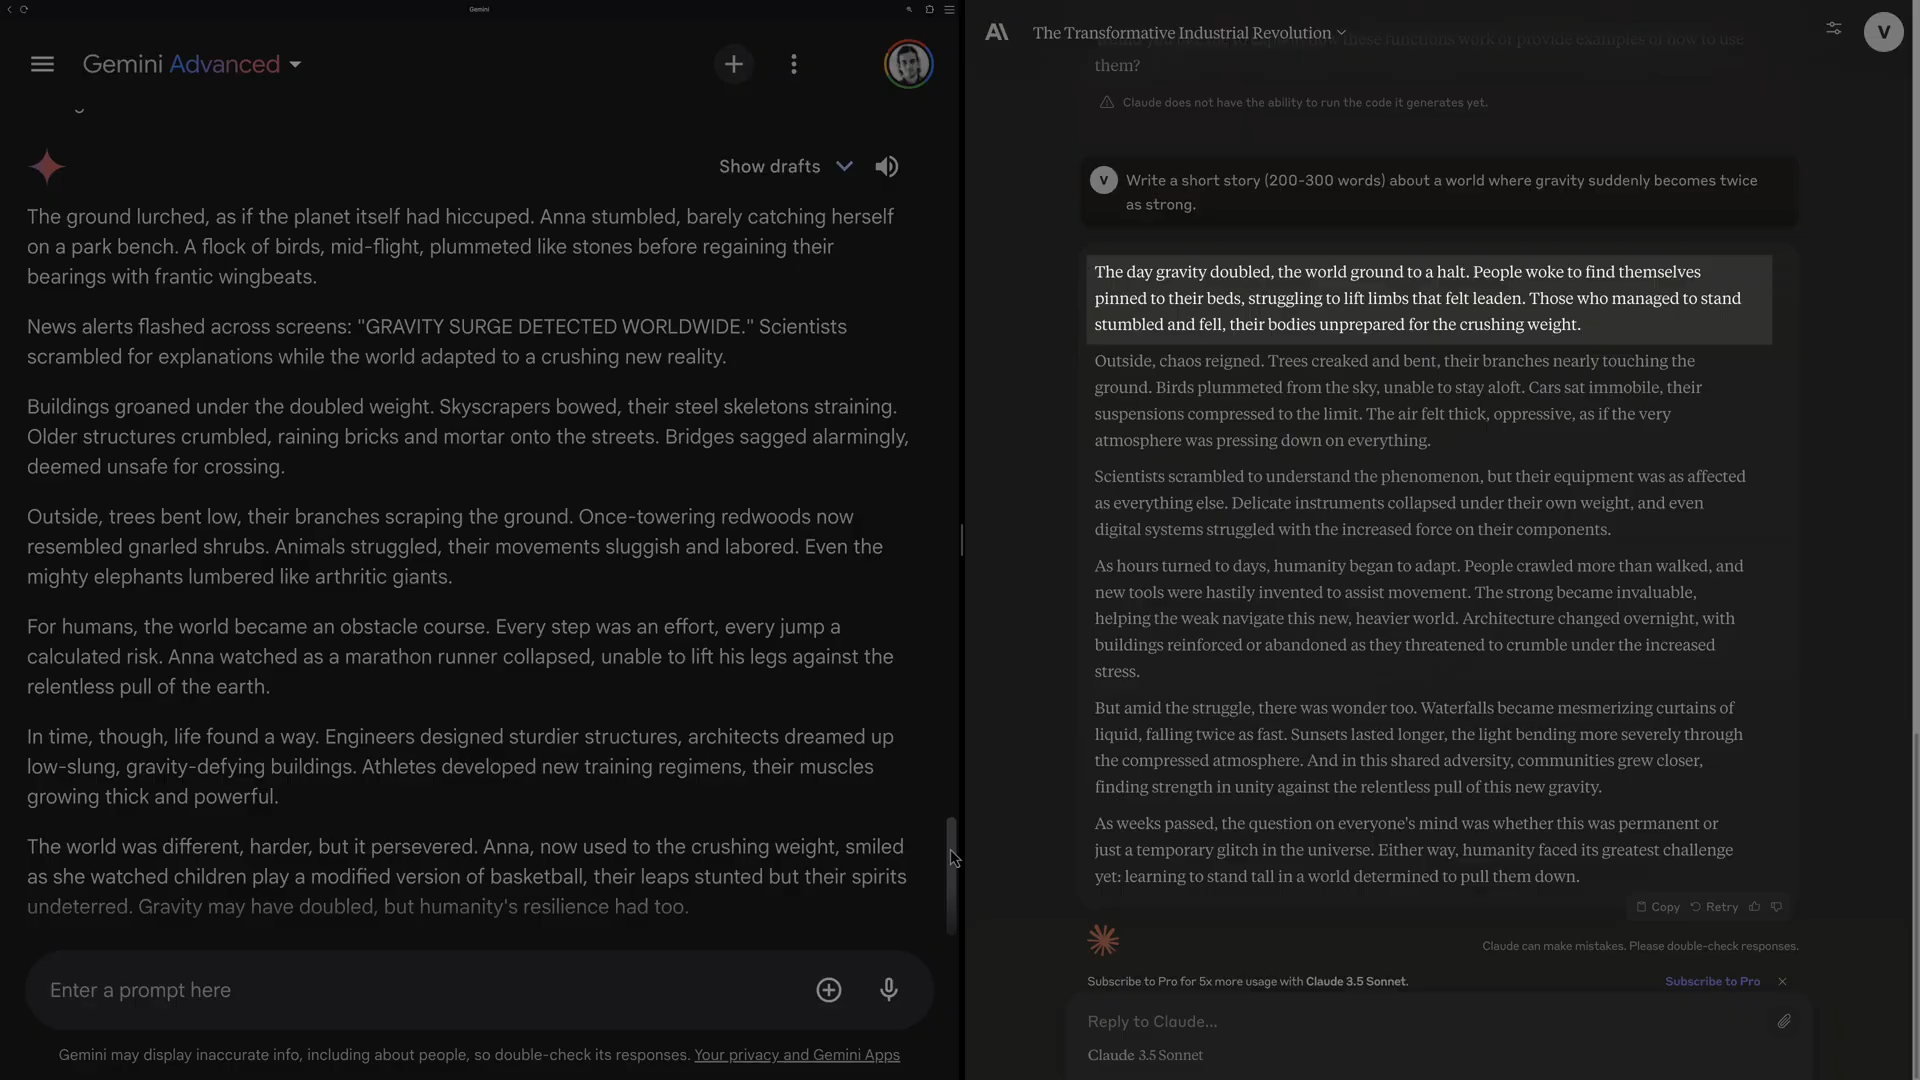 Gemini
Gemini Advanced
Show drafts
The ground lurched, as if the planet itself had hiccuped. Anna stumbled, barely catching herself
on a park bench. A flock of birds, mid-flight, plummeted like stones before regaining their
bearings with frantic wingbeats.
News alerts flashed across screens: "GRAVITY SURGE DETECTED WORLDWIDE." Scientists
scrambled for explanations while the world adapted to a crushing new reality.
Buildings groaned under the doubled weight. Skyscrapers bowed, their steel skeletons straining.
Older structures crumbled, raining bricks and mortar onto the streets. Bridges sagged alarmingly,
deemed unsafe for crossing.
Outside, trees bent low, their branches scraping the ground. Once-towering redwoods now
resembled gnarled shrubs. Animals struggled, their movements sluggish and labored. Even the
mighty elephants lumbered like arthritic giants.
For humans, the world became an obstacle course. Every step was an effort, every jump a
calculated risk. Anna watched as a marathon runner collapsed, unable to lift his legs against the
relentless pull of the earth.
In time, though, life found a way. Engineers designed sturdier structures, architects dreamed up
low-slung, gravity-defying buildings. Athletes developed new training regimens, their muscles
growing thick and powerful.
The world was different, harder, but it persevered. Anna, now used to the crushing weight, smiled
as she watched children play a modified version of basketball, their leaps stunted but their spirits
undeterred. Gravity may have doubled, but humanity's resilience had too.
Enter a prompt here
Gemini may display inaccurate info, including about people, so double-check its responses. Your privacy and Gemini Apps
The Transformative Industrial Revolution
V
these functions work or provide examples of how to use
them?
Claude does not have the ability to run the code it generates yet.
V
Write a short story (200-300 words) about a world where gravity suddenly becomes twice
as strong.
The day gravity doubled, the world ground to a halt. People woke to find themselves
pinned to their beds, struggling to lift limbs that felt leaden. Those who managed to stand
stumbled and fell, their bodies unprepared for the crushing weight.
Outside, chaos reigned. Trees creaked and bent, their branches nearly touching the
ground. Birds plummeted from the sky, unable to stay aloft. Cars sat immobile, their
suspensions compressed to the limit. The air felt thick, oppressive, as if the very
atmosphere was pressing down on everything.
Scientists scrambled to understand the phenomenon, but their equipment was as affected
as everything else. Delicate instruments collapsed under their own weight, and even
digital systems struggled with the increased force on their components.
As hours turned to days, humanity began to adapt. People crawled more than walked, and
new tools were hastily invented to assist movement. The strong became invaluable,
helping the weak navigate this new, heavier world. Architecture changed overnight, with
buildings reinforced or abandoned as they threatened to crumble under the increased
stress.
But amid the struggle, there was wonder too. Waterfalls became mesmerizing curtains of
liquid, falling twice as fast. Sunsets lasted longer, the light bending more severely through
the compressed atmosphere. And in this shared adversity, communities grew closer,
finding strength in unity against the relentless pull of this new gravity.
As weeks passed, the question on everyone's mind was whether this was permanent or
just a temporary glitch in the universe. Either way, humanity faced its greatest challenge
yet: learning to stand tall in a world determined to pull them down.
Copy Retry
Claude can make mistakes. Please double-check responses.
Subscribe to Pro for 5x more usage with Claude 3.5 Sonnet.
Subscribe to Pro
Reply to Claude...
Claude 3.5 Sonnet